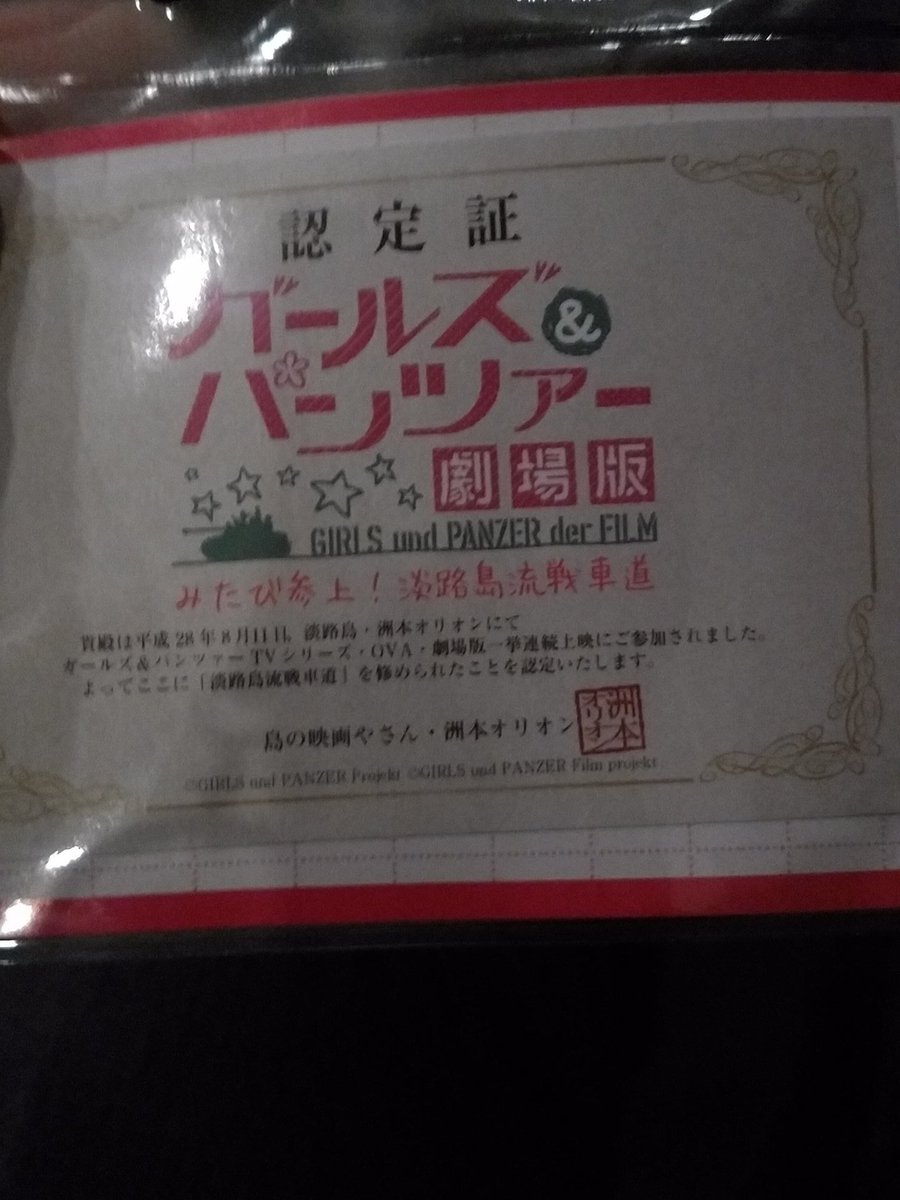 認定証
ガールズ&
パンツァー
劇場版
GIRLS und PANZER der FILM
みたび参上!淡路島流戦車道
貴殿は平成28年8月11日、淡路島・洲本オリオンにて
ガールズ&パンツァーTVシリーズ・OVA・劇場版一挙連続上映にご参加されました。
よってここに「淡路島流戦車道」を修められたことを認定いたします。
島の映画やさん・洲本オリオン
洲本オリオン
©GIRLS und PANZER Projekt ©GIRLS und PANZER Film projekt